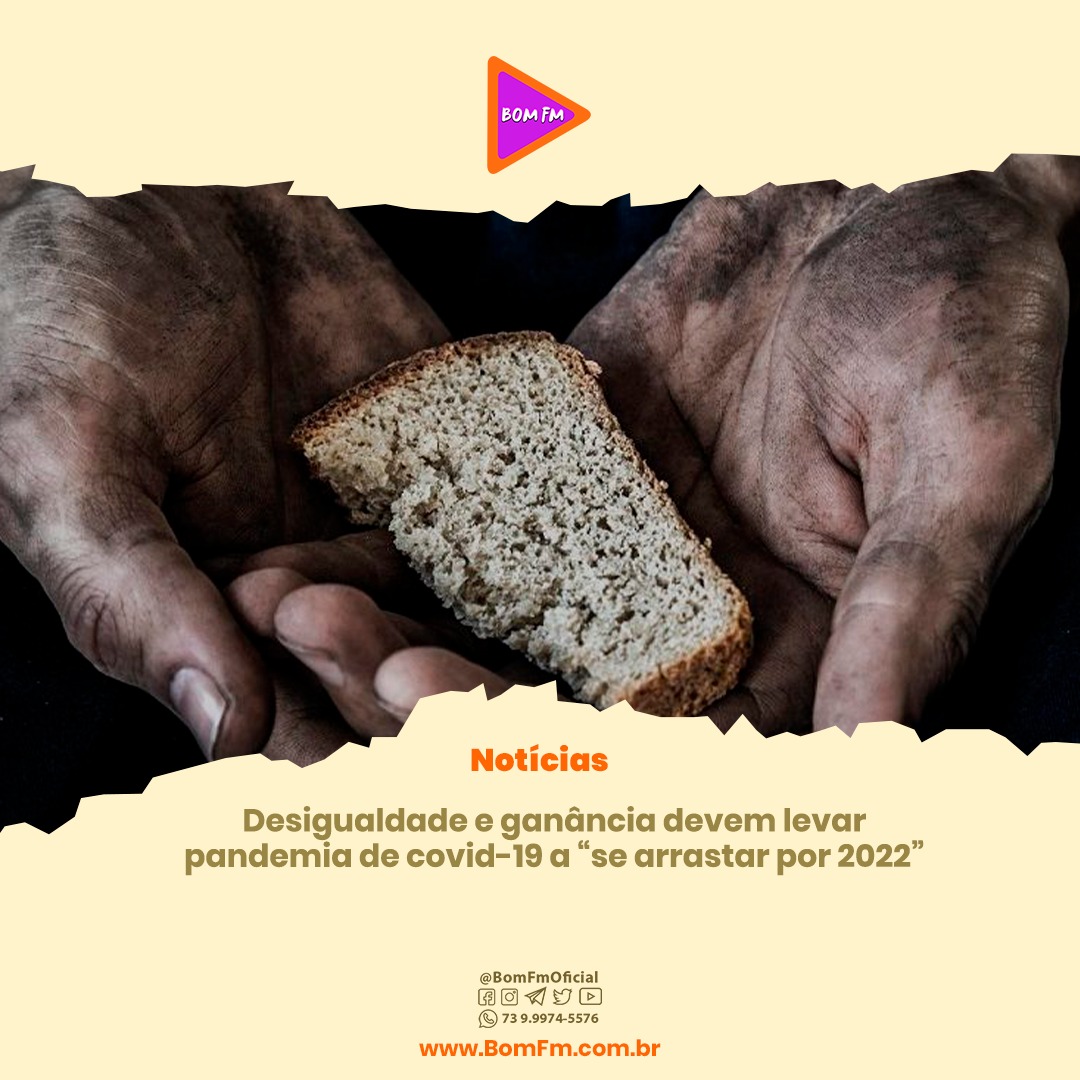 BOM FM
Notícias
Desigualdade e ganância devem levar
pandemia de covid-19 a “se arrastar por 2022”
@BomFmOficial
73 9.9974-5576
www.BomFm.com.br